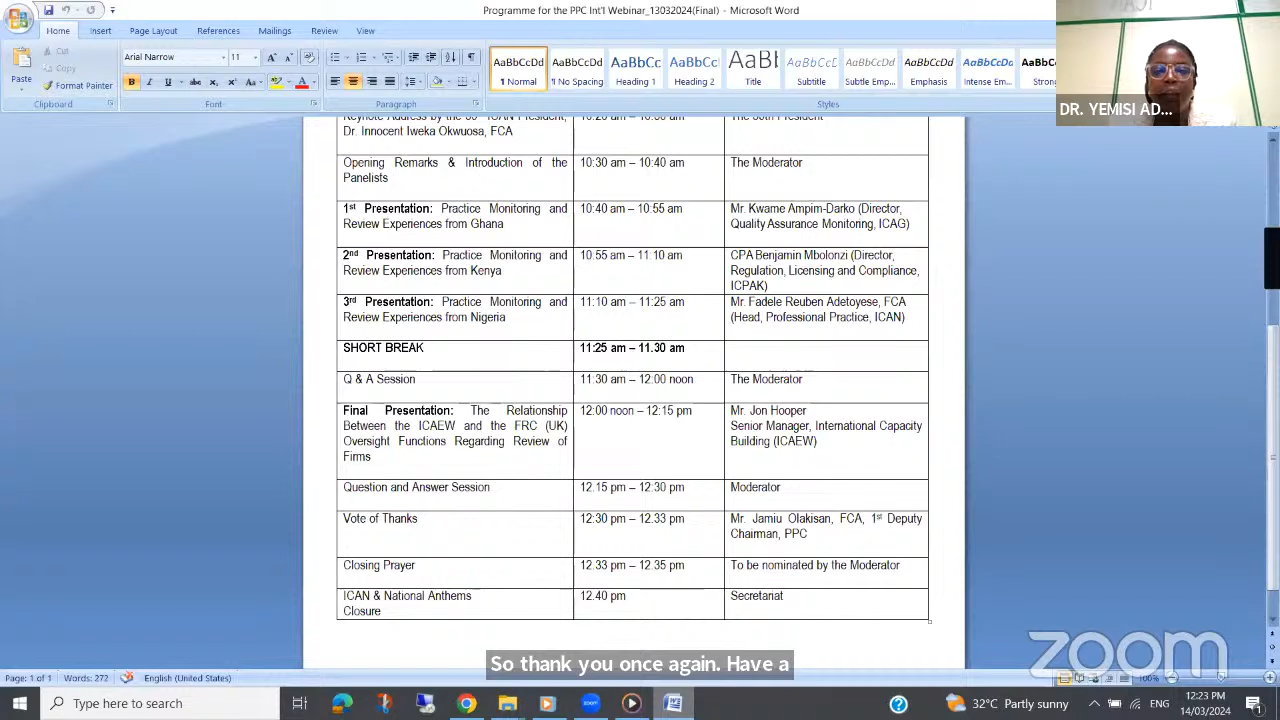 Programme for the PPC Int'l Webinar_13032024(Final) - Microsoft Word
Home Insert Page Layout References Mailings Review View
Paste
Cut
Copy
Format Painter
Clipboard
Arial Narrow 11
Font
Paragraph
AaBbCcDd AaBbCcDd AaBbCc AaBbCc AaB AaBbCcDd AaBbCcDd AaBbCcDd AaBbCcDd AaBbCcDd
¶ Normal ¶ No Spacing Heading 1 Heading 2 Title Subtitle Subtle Emp... Emphasis Intense Em... Strong
Styles
DR. YEMISI AD...
Dr. Innocent Iweka Okwuosa, FCA
Opening Remarks & Introduction of the Panelists
10:30 am – 10:40 am
The Moderator
1st Presentation: Practice Monitoring and
Review Experiences from Ghana
10:40 am – 10:55 am
Mr. Kwame Ampim-Darko (Director,
Quality Assurance Monitoring, ICAG)
2nd Presentation: Practice Monitoring and
Review Experiences from Kenya
10:55 am – 11:10 am
CPA Benjamin Mbolonzi (Director,
Regulation, Licensing and Compliance,
ICPAK)
3rd Presentation: Practice Monitoring and
Review Experiences from Nigeria
11:10 am – 11:25 am
Mr. Fadele Reuben Adetoyese, FCA
(Head, Professional Practice, ICAN)
SHORT BREAK
11:25 am – 11.30 am
Q & A Session
11:30 am – 12:00 noon
The Moderator
Final Presentation: The Relationship
Between the ICAEW and the FRC (UK)
Oversight Functions Regarding Review of
Firms
12:00 noon – 12:15 pm
Mr. Jon Hooper
Senior Manager, International Capacity
Building (ICAEW)
Question and Answer Session
12.15 pm – 12:30 pm
Moderator
Vote of Thanks
12:30 pm – 12.33 pm
Mr. Jamiu Olakisan, FCA, 1st Deputy
Chairman, PPC
Closing Prayer
12.33 pm – 12.35 pm
To be nominated by the Moderator
ICAN & National Anthems
Closure
12.40 pm
Secretariat
So thank you once again. Have a
zoom
Page: 1 of 1 Words: 272 English (United States) 100%
Type here to search
zoom
32°C Partly sunny
ENG
12:23 PM
14/03/2024